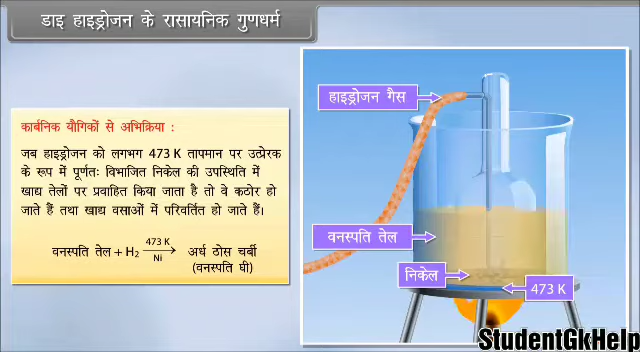 डाइ हाइड्रोजन के रासायनिक गुणधर्म
कार्बनिक यौगिकों से अभिक्रिया :
जब हाइड्रोजन को लगभग 473 K तापमान पर उत्प्रेरक
के रूप में पूर्णतः विभाजित निकेल की उपस्थिति में
खाद्य तेलों पर प्रवाहित किया जाता है तो वे कठोर हो
जाते हैं तथा खाद्य वसाओं में परिवर्तित हो जाते हैं।
473 K
वनस्पति तेल + H₂ → अर्ध ठोस चर्बी
Ni
(वनस्पति घी)
हाइड्रोजन गैस
वनस्पति तेल
निकेल
473 K
StudentGkHelp